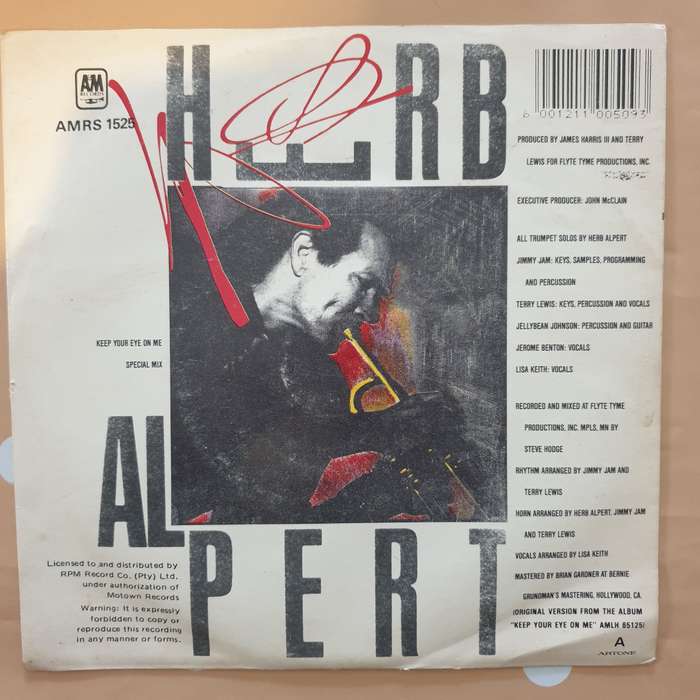 A&M
RECORDS
AMRS 1525
HERB
6 001211 005093
PRODUCED BY JAMES HARRIS III AND TERRY
LEWIS FOR FLYTE TYME PRODUCTIONS, INC.
EXECUTIVE PRODUCER: JOHN McCLAIN
ALL TRUMPET SOLOS BY HERB ALPERT
JIMMY JAM: KEYS, SAMPLES, PROGRAMMING
AND PERCUSSION
TERRY LEWIS: KEYS, PERCUSSION AND VOCALS
JELLYBEAN JOHNSON: PERCUSSION AND GUITAR
JEROME BENTON: VOCALS
LISA KEITH: VOCALS
KEEP YOUR EYE ON ME
SPECIAL MIX
RECORDED AND MIXED AT FLYTE TYME
PRODUCTIONS, INC. MPLS, MN BY
STEVE HODGE
RHYTHM ARRANGED BY JIMMY JAM AND
TERRY LEWIS
HORN ARRANGED BY HERB ALPERT, JIMMY JAM
AND TERRY LEWIS
VOCALS ARRANGED BY LISA KEITH
MASTERED BY BRIAN GARDNER AT BERNIE
GRUNDMAN'S MASTERING, HOLLYWOOD, CA.
(ORIGINAL VERSION FROM THE ALBUM
"KEEP YOUR EYE ON ME" AMLH 65125)
AL
PERT
Licensed to and distributed by
RPM Record Co. (Pty) Ltd.
under authorization of
Motown Records
Warning: It is expressly
forbidden to copy or
reproduce this recording
in any manner or forms.
A
ARTONE